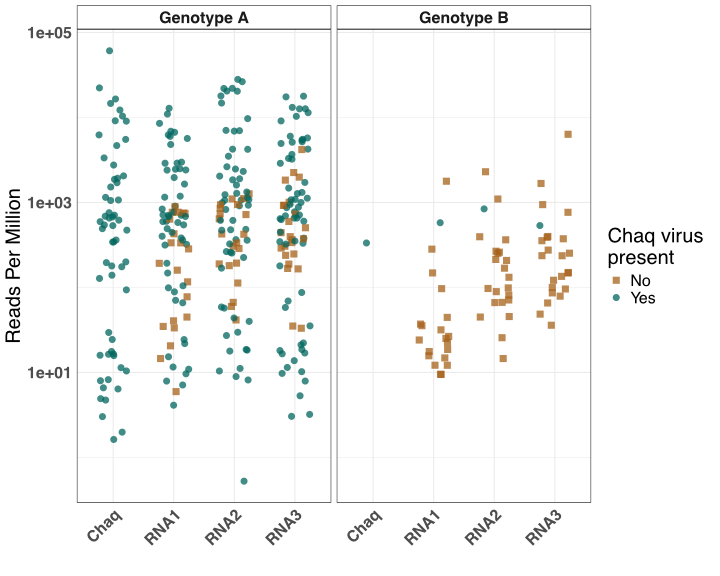 Genotype A
Genotype B
1e+05
1e+03
1e+01
Reads Per Million
Chaq
RNA1
RNA2
RNA3
Chaq
RNA1
RNA2
RNA3
Chaq virus
present
No
Yes